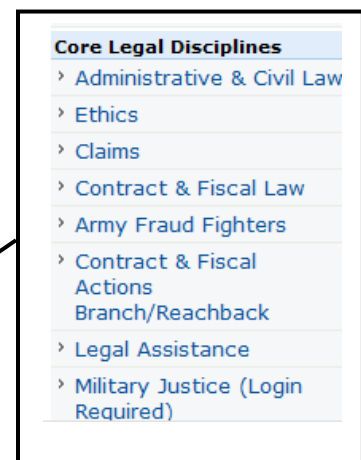 Core Legal Disciplines
› Administrative & Civil Law
› Ethics
› Claims
› Contract & Fiscal Law
› Army Fraud Fighters
› Contract & Fiscal
Actions
Branch/Reachback
› Legal Assistance
› Military Justice (Login
Required)